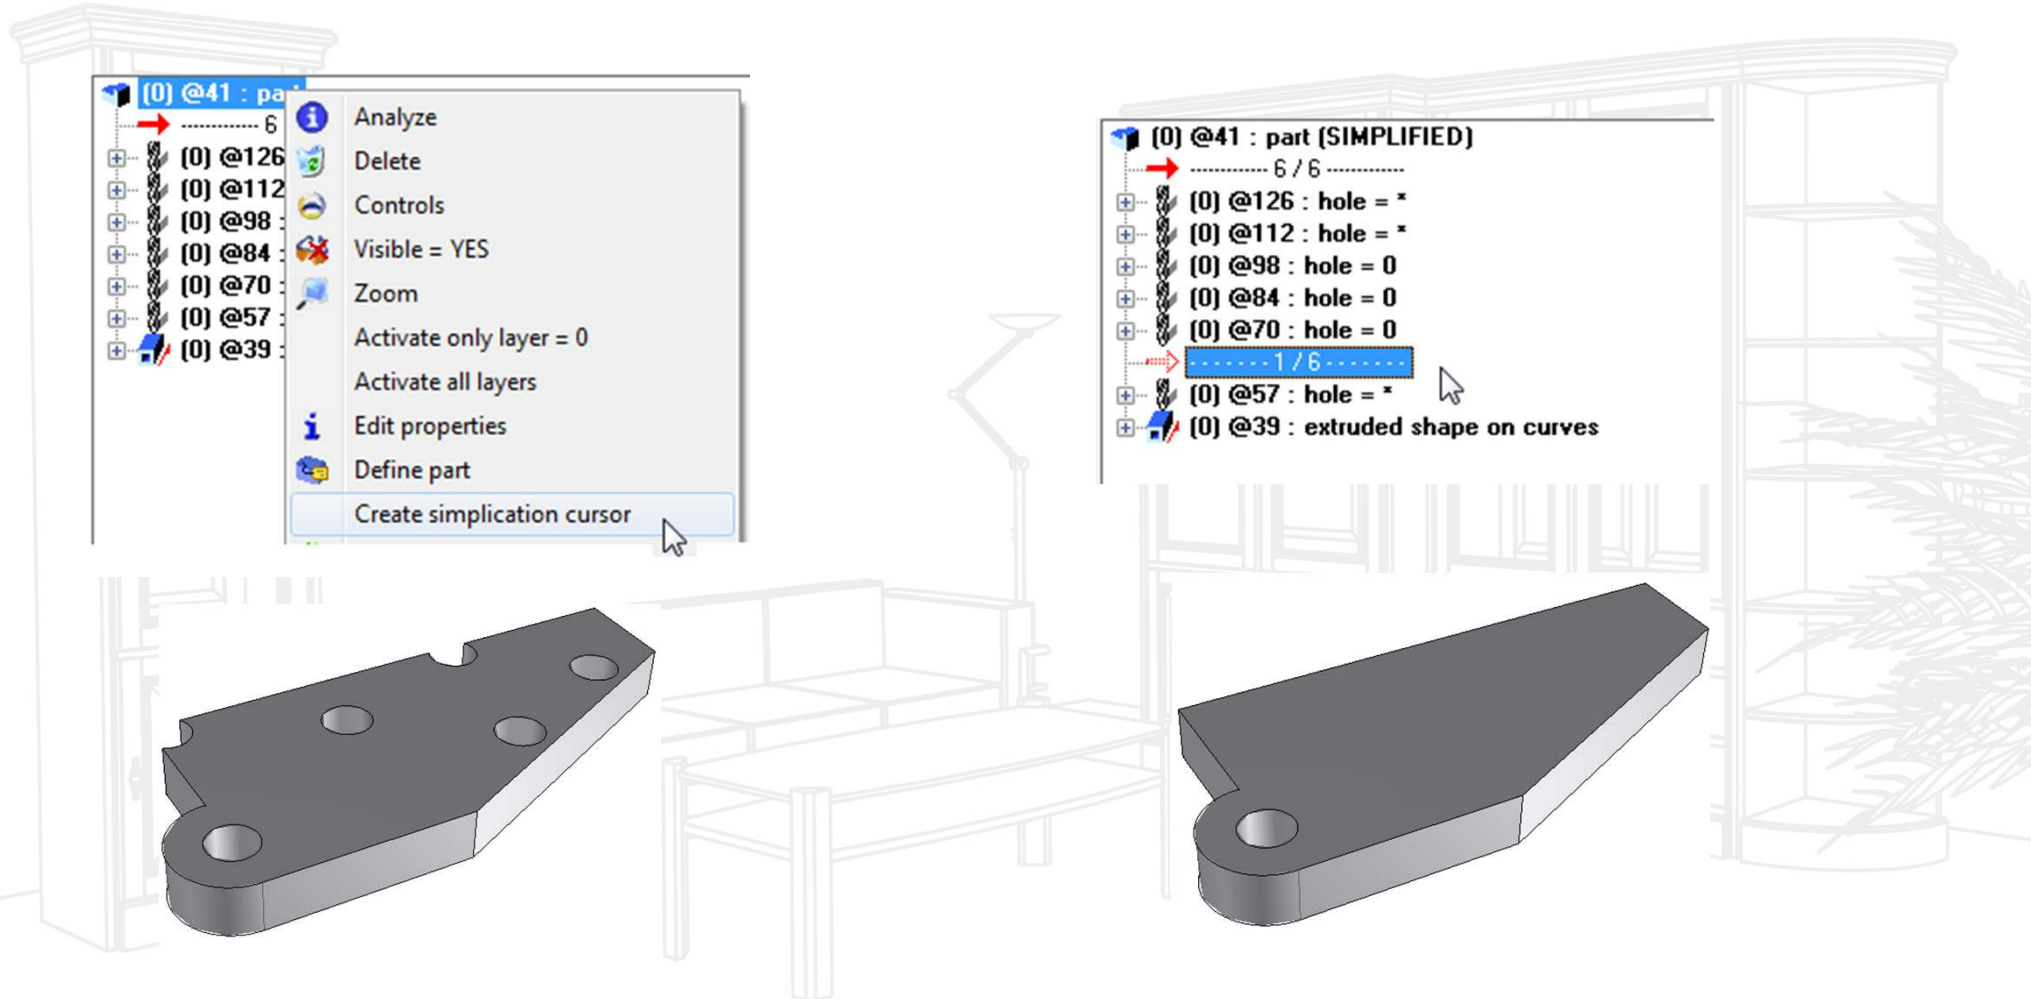 (0) @41 : par
------------ 6
(0) @126
(0) @112
(0) @98 :
(0) @84 :
(0) @70 :
(0) @57 :
(0) @39 :
Analyze
Delete
Controls
Visible = YES
Zoom
Activate only layer = 0
Activate all layers
Edit properties
Define part
Create simplication cursor
(0) @41 : part (SIMPLIFIED)
------------ 6 / 6 ------------
(0) @126 : hole = *
(0) @112 : hole = *
(0) @98 : hole = 0
(0) @84 : hole = 0
(0) @70 : hole = 0
- - - - - - - 1 / 6 - - - - - - -
(0) @57 : hole = *
(0) @39 : extruded shape on curves